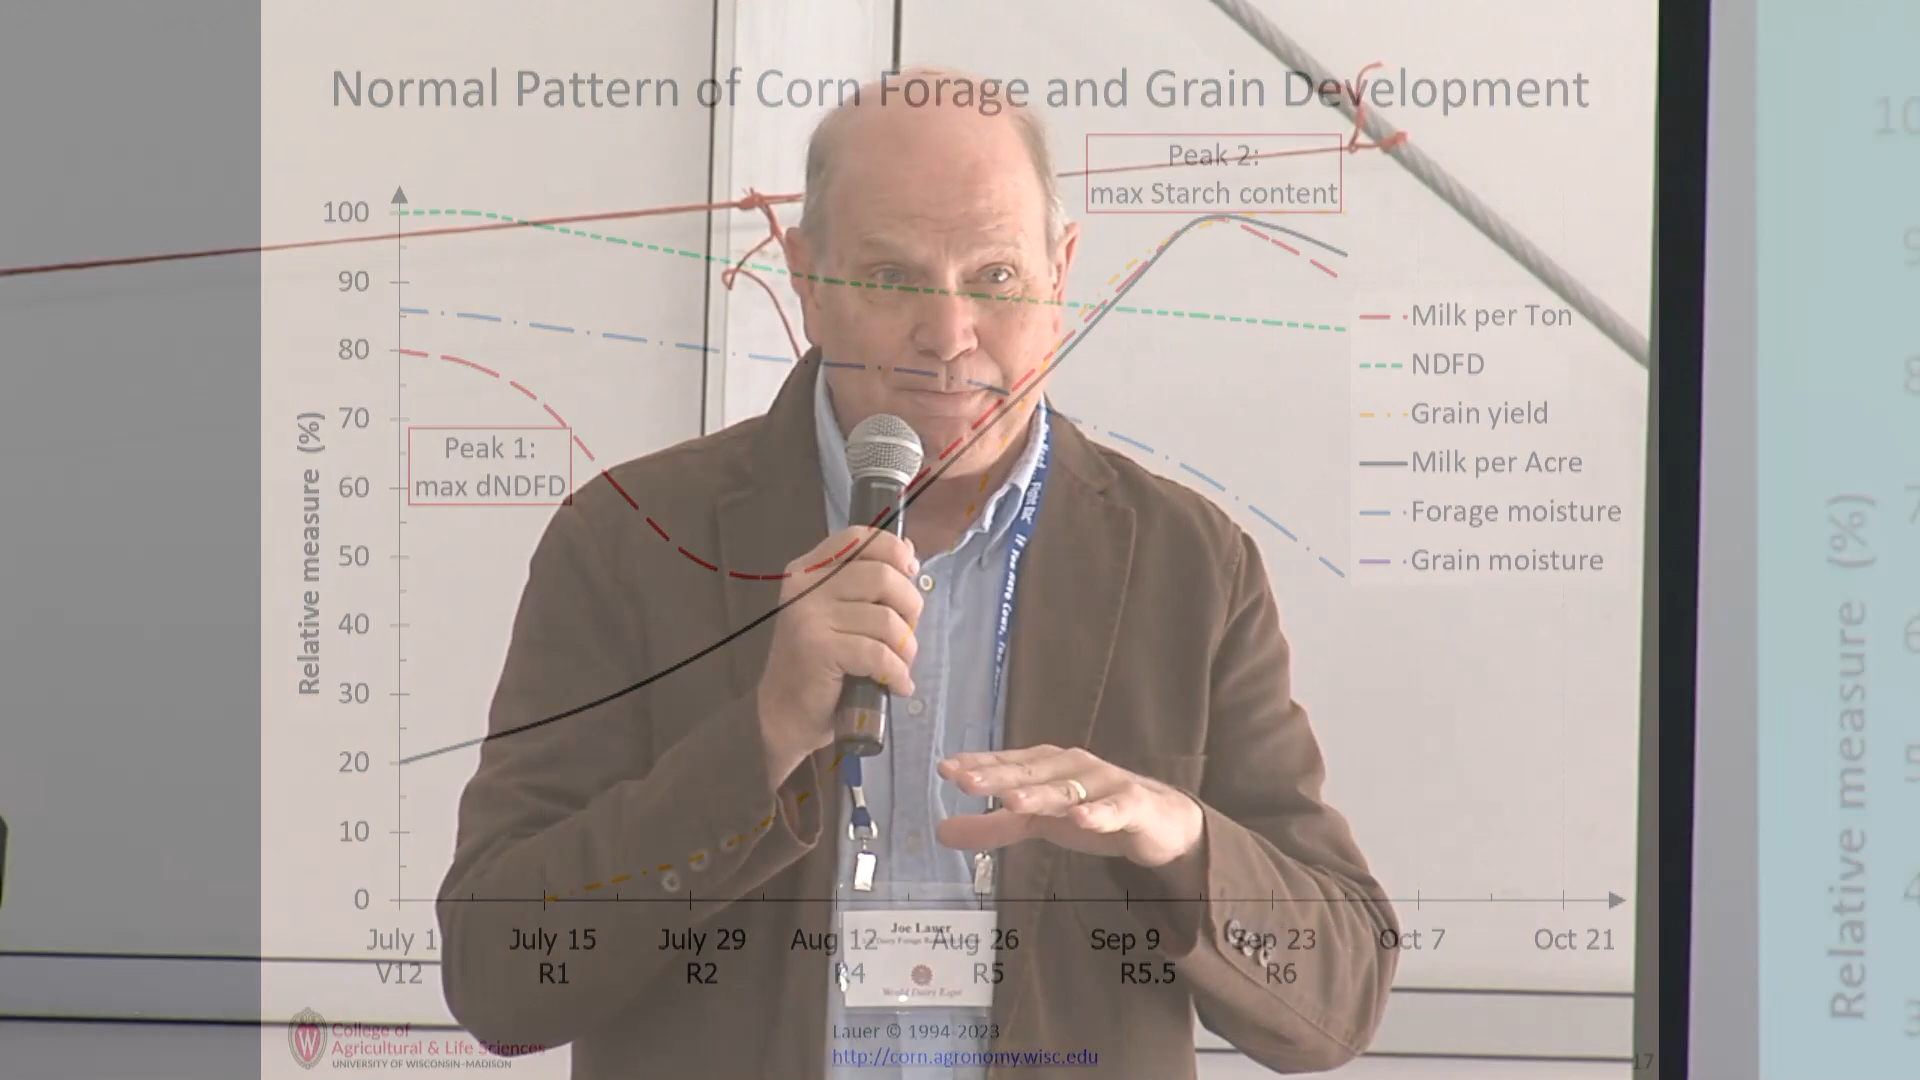 Normal Pattern of Corn Forage and Grain Development
Peak 2:
max Starch content
100
90
80
70
60
50
40
30
20
10
0
Relative measure (%)
Peak 1:
max dNDFD
Milk per Ton
NDFD
Grain yield
Milk per Acre
Forage moisture
Grain moisture
July 1 July 15 July 29 Aug 12 Aug 26 Sep 9 Sep 23 Oct 7 Oct 21
V12 R1 R2 R4 R5 R5.5 R6
Joe Lauer
World Dairy Expo
College of
Agricultural & Life Sciences
UNIVERSITY OF WISCONSIN-MADISON
Lauer © 1994-2023
http://corn.agronomy.wisc.edu
17
10
Relative measure (%)